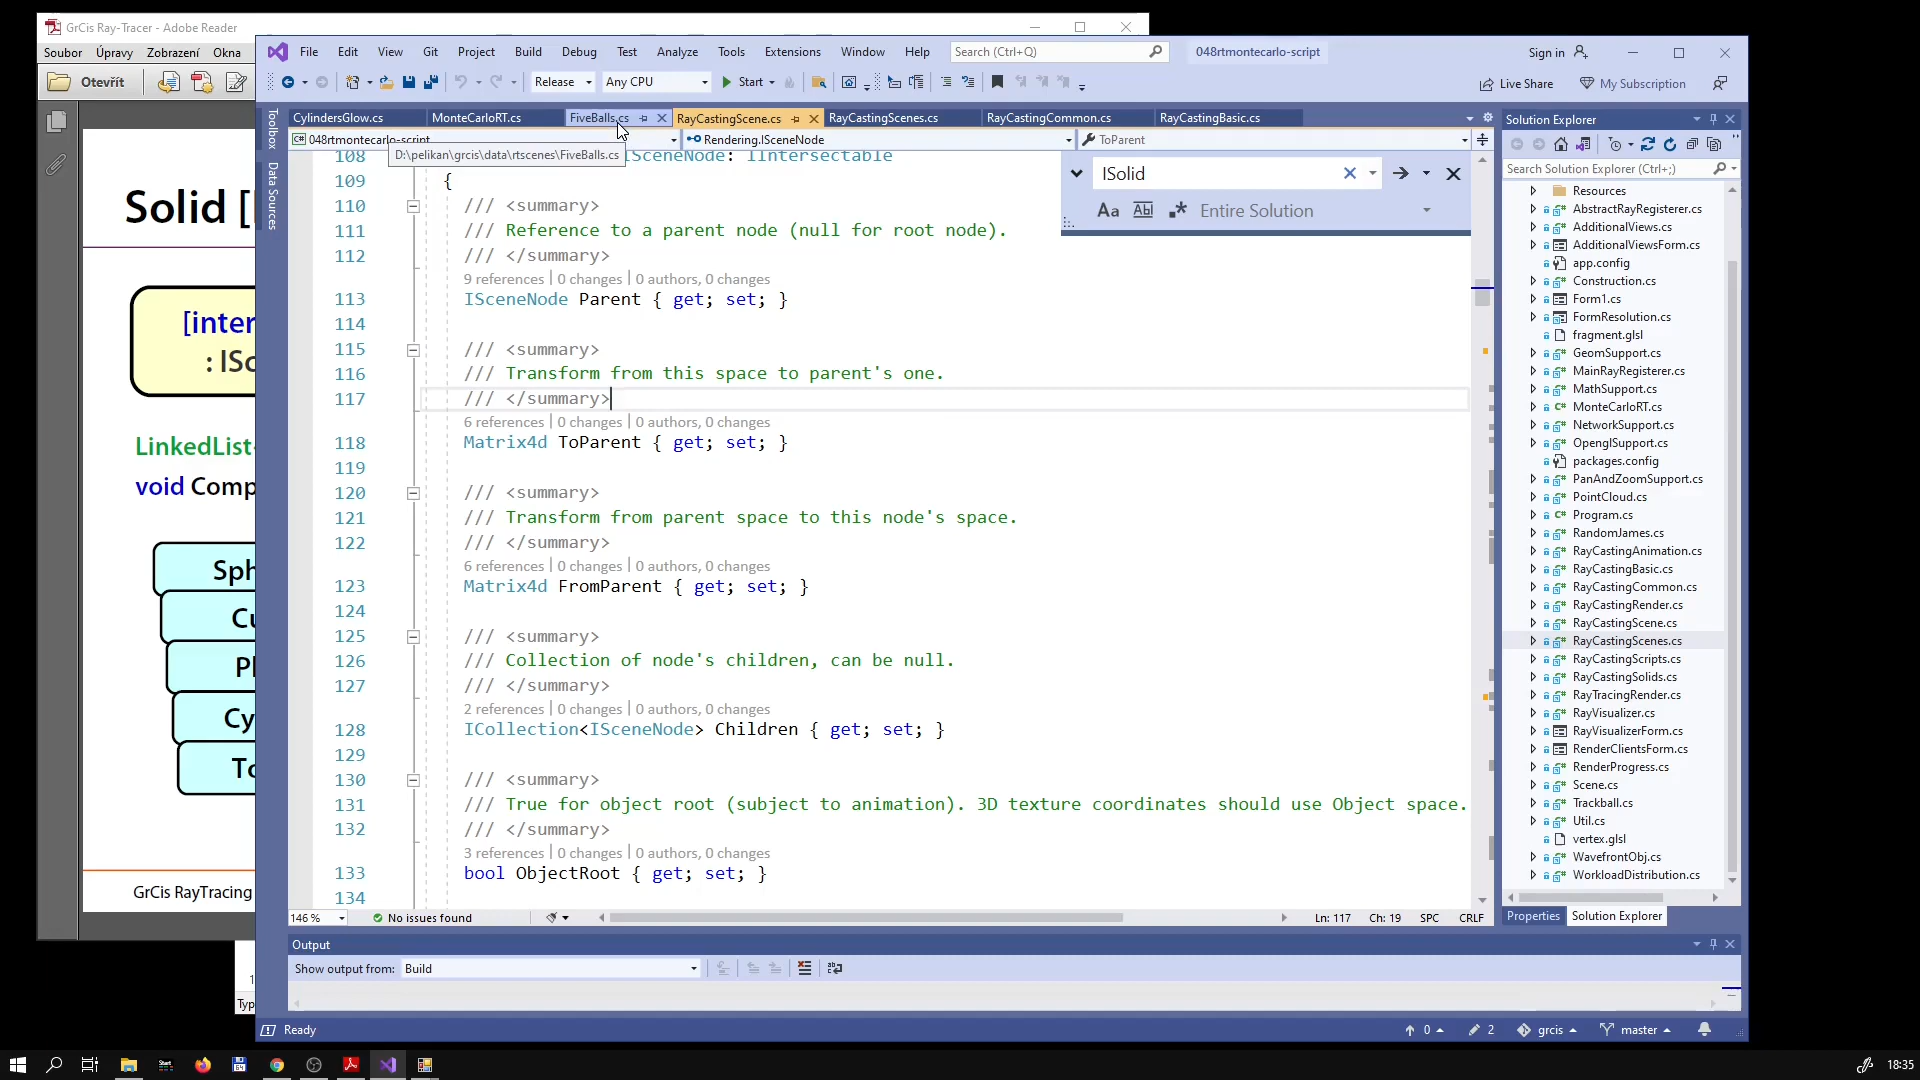 GrCis Ray-Tracer - Adobe Reader
Soubor Úpravy Zobrazení Okna
Otevřít
Solid [
[inter
: ISc
LinkedList
void Comp
Sph
Cu
Pl
Cy
To
GrCis RayTracing
File Edit View Git Project Build Debug Test Analyze Tools Extensions Window Help
Search (Ctrl+Q)
048rtmontecarlo-script
Sign in
Release Any CPU Start
Live Share My Subscription
Toolbox
Data Sources
CylindersGlow.cs MonteCarloRT.cs FiveBalls.cs RayCastingScene.cs RayCastingScenes.cs RayCastingCommon.cs RayCastingBasic.cs
048rtmontecarlo-script Rendering.ISceneNode ToParent
D:\pelikan\grcis\data\rtscenes\FiveBalls.cs
ISolid
Entire Solution
108 ISceneNode: IIntersectable
109 {
110 /// <summary>
111 /// Reference to a parent node (null for root node).
112 /// </summary>
9 references | 0 changes | 0 authors, 0 changes
113 ISceneNode Parent { get; set; }
114
115 /// <summary>
116 /// Transform from this space to parent's one.
117 /// </summary>
6 references | 0 changes | 0 authors, 0 changes
118 Matrix4d ToParent { get; set; }
119
120 /// <summary>
121 /// Transform from parent space to this node's space.
122 /// </summary>
6 references | 0 changes | 0 authors, 0 changes
123 Matrix4d FromParent { get; set; }
124
125 /// <summary>
126 /// Collection of node's children, can be null.
127 /// </summary>
2 references | 0 changes | 0 authors, 0 changes
128 ICollection<ISceneNode> Children { get; set; }
129
130 /// <summary>
131 /// True for object root (subject to animation). 3D texture coordinates should use Object space.
132 /// </summary>
3 references | 0 changes | 0 authors, 0 changes
133 bool ObjectRoot { get; set; }
134
146 % No issues found Ln: 117 Ch: 19 SPC CRLF
Solution Explorer
Search Solution Explorer (Ctrl+;)
Resources
AbstractRayRegisterer.cs
AdditionalViews.cs
AdditionalViewsForm.cs
app.config
Construction.cs
Form1.cs
FormResolution.cs
fragment.glsl
GeomSupport.cs
MainRayRegisterer.cs
MathSupport.cs
MonteCarloRT.cs
NetworkSupport.cs
OpenglSupport.cs
packages.config
PanAndZoomSupport.cs
PointCloud.cs
Program.cs
RandomJames.cs
RayCastingAnimation.cs
RayCastingBasic.cs
RayCastingCommon.cs
RayCastingRender.cs
RayCastingScene.cs
RayCastingScenes.cs
RayCastingScripts.cs
RayCastingSolids.cs
RayTracingRender.cs
RayVisualizer.cs
RayVisualizerForm.cs
RenderClientsForm.cs
RenderProgress.cs
Scene.cs
Trackball.cs
Util.cs
vertex.glsl
WavefrontObj.cs
WorkloadDistribution.cs
Properties Solution Explorer
Output
Show output from: Build
1
Typ
Ready
0 2 grcis master
18:35